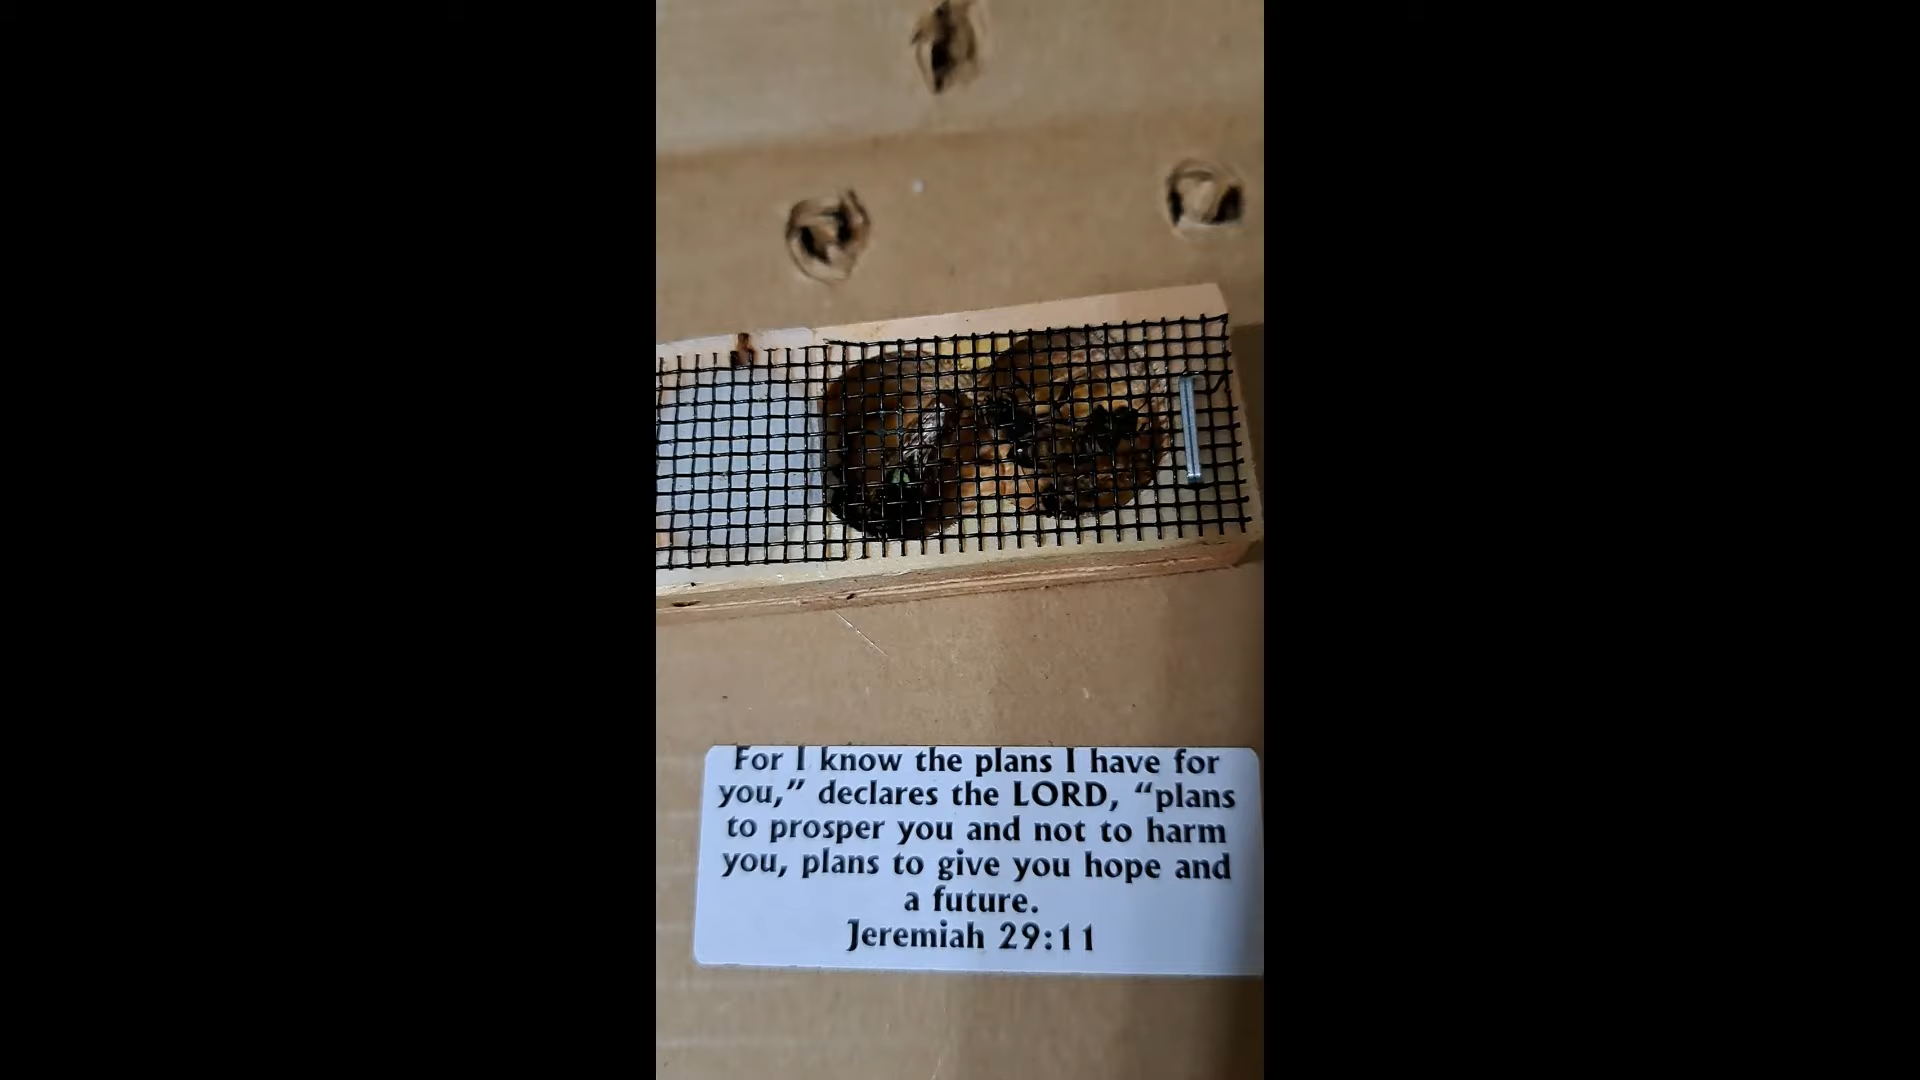 For I know the plans I have for
you,” declares the LORD, “plans
to prosper you and not to harm
you, plans to give you hope and
a future.
Jeremiah 29:11